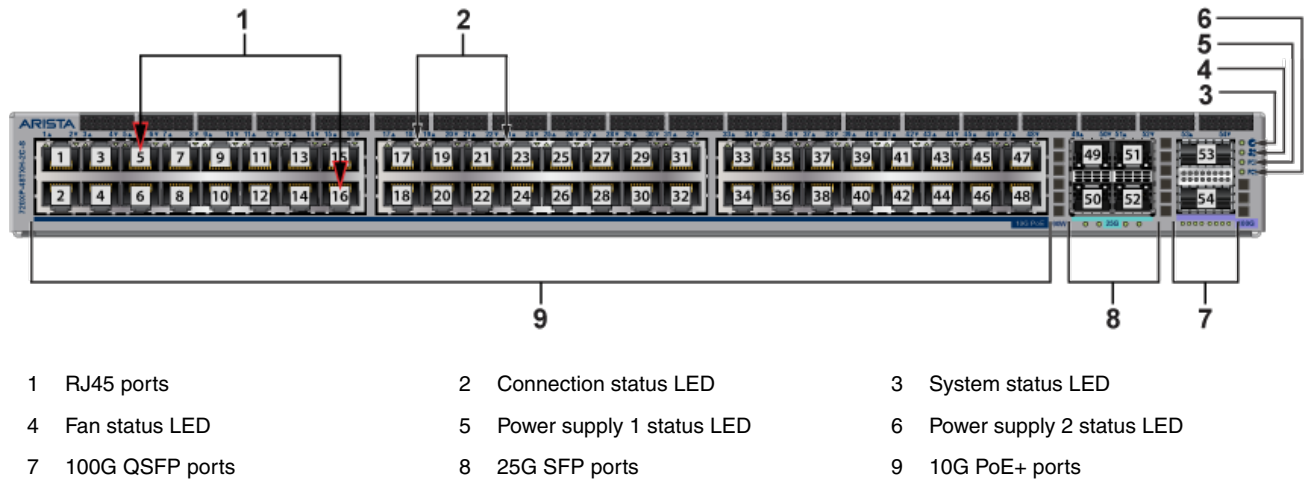 1 2 6
5
4
3
ARISTA
1 3 5 7 9 11 13 15 17 19 21 23 25 27 29 31 33 35 37 39 41 43 45 47 49 51 53
2 4 6 8 10 12 14 16 18 20 22 24 26 28 30 32 34 36 38 40 42 44 46 48 50 52 54
25G 100G
9 8 7
1 RJ45 ports 2 Connection status LED 3 System status LED
4 Fan status LED 5 Power supply 1 status LED 6 Power supply 2 status LED
7 100G QSFP ports 8 25G SFP ports 9 10G PoE+ ports